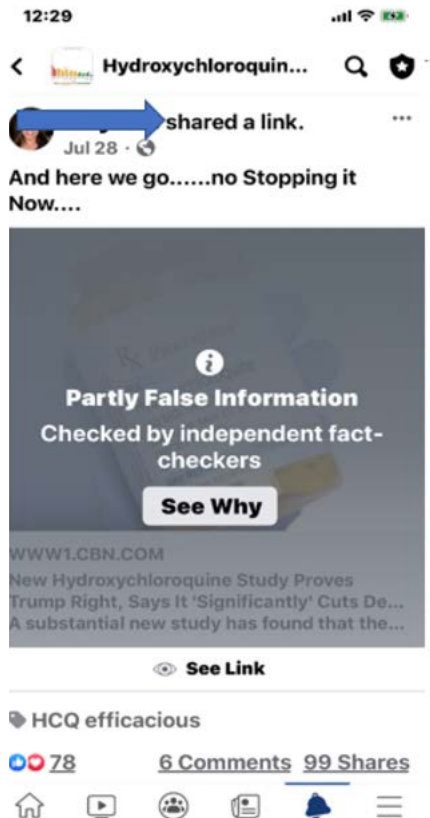 12:29
Hydroxychloroquin...
shared a link.
Jul 28 ·
And here we go......no Stopping it
Now....
Partly False Information
Checked by independent fact-
checkers
See Why
WWW1.CBN.COM
New Hydroxychloroquine Study Proves
Trump Right, Says It 'Significantly' Cuts De...
A substantial new study has found that the...
See Link
HCQ efficacious
78 6 Comments 99 Shares